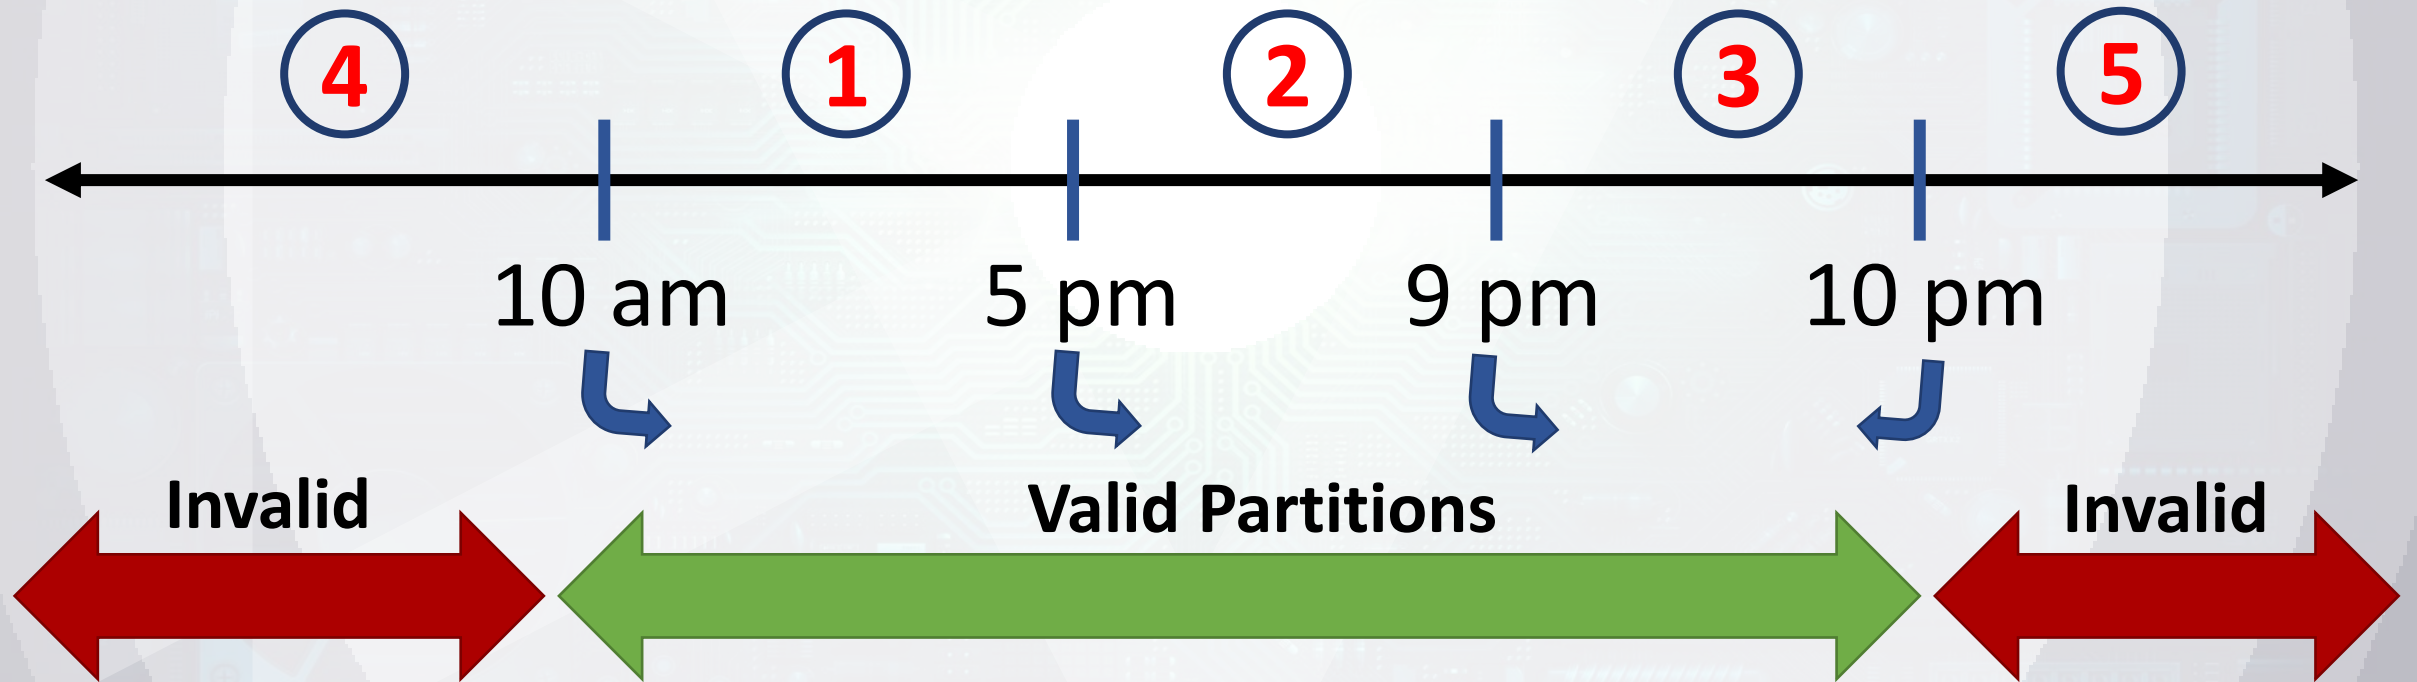 4 1 2 3 5
10 am 5 pm 9 pm 10 pm
Invalid Valid Partitions Invalid